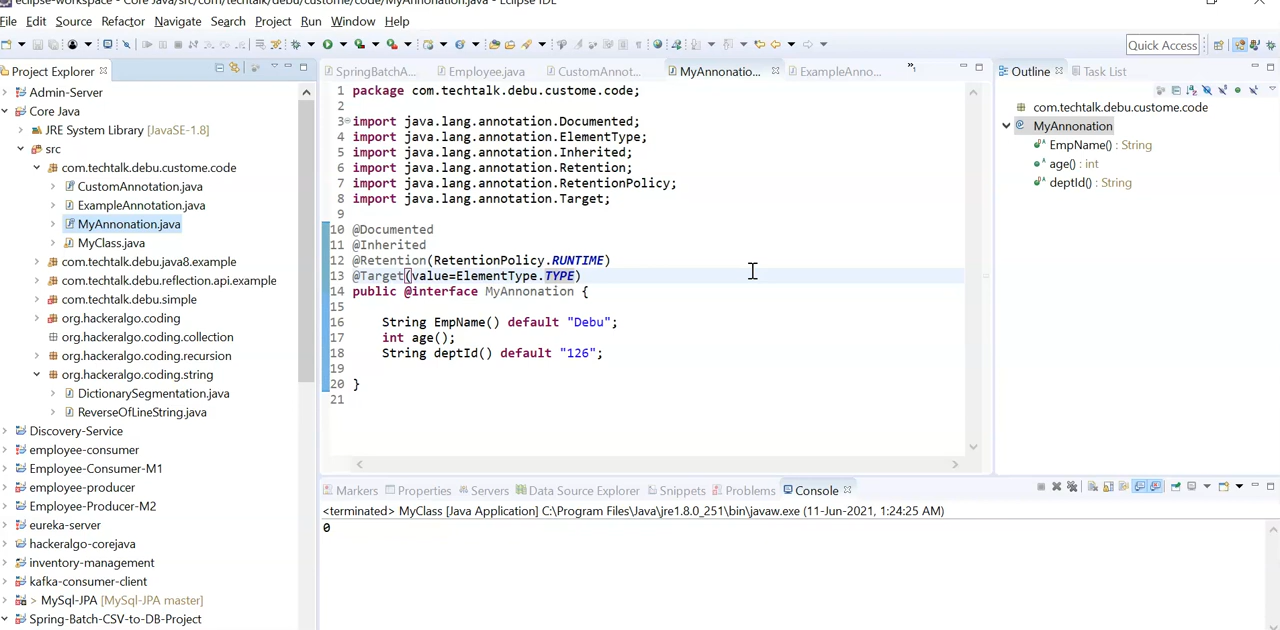 eclipse-workspace - Core Java/src/com/techtalk/debu/custome/code/MyAnnonation.java - Eclipse IDE
File Edit Source Refactor Navigate Search Project Run Window Help
Quick Access
Project Explorer
Admin-Server
Core Java
JRE System Library [JavaSE-1.8]
src
com.techtalk.debu.custome.code
CustomAnnotation.java
ExampleAnnotation.java
MyAnnonation.java
MyClass.java
com.techtalk.debu.java8.example
com.techtalk.debu.reflection.api.example
com.techtalk.debu.simple
org.hackeralgo.coding
org.hackeralgo.coding.collection
org.hackeralgo.coding.recursion
org.hackeralgo.coding.string
DictionarySegmentation.java
ReverseOfLineString.java
Discovery-Service
employee-consumer
Employee-Consumer-M1
employee-producer
Employee-Producer-M2
eureka-server
hackeralgo-corejava
inventory-management
kafka-consumer-client
> MySql-JPA [MySql-JPA master]
Spring-Batch-CSV-to-DB-Project
SpringBatchA... Employee.java CustomAnnot... MyAnnonatio... ExampleAnno... »1
1 package com.techtalk.debu.custome.code;
2
3 import java.lang.annotation.Documented;
4 import java.lang.annotation.ElementType;
5 import java.lang.annotation.Inherited;
6 import java.lang.annotation.Retention;
7 import java.lang.annotation.RetentionPolicy;
8 import java.lang.annotation.Target;
9
10 @Documented
11 @Inherited
12 @Retention(RetentionPolicy.RUNTIME)
13 @Target(value=ElementType.TYPE)
14 public @interface MyAnnonation {
15
16 String EmpName() default "Debu";
17 int age();
18 String deptId() default "126";
19
20 }
21
Outline Task List
com.techtalk.debu.custome.code
MyAnnonation
EmpName() : String
age() : int
deptId() : String
Markers Properties Servers Data Source Explorer Snippets Problems Console
<terminated> MyClass [Java Application] C:\Program Files\Java\jre1.8.0_251\bin\javaw.exe (11-Jun-2021, 1:24:25 AM)
0